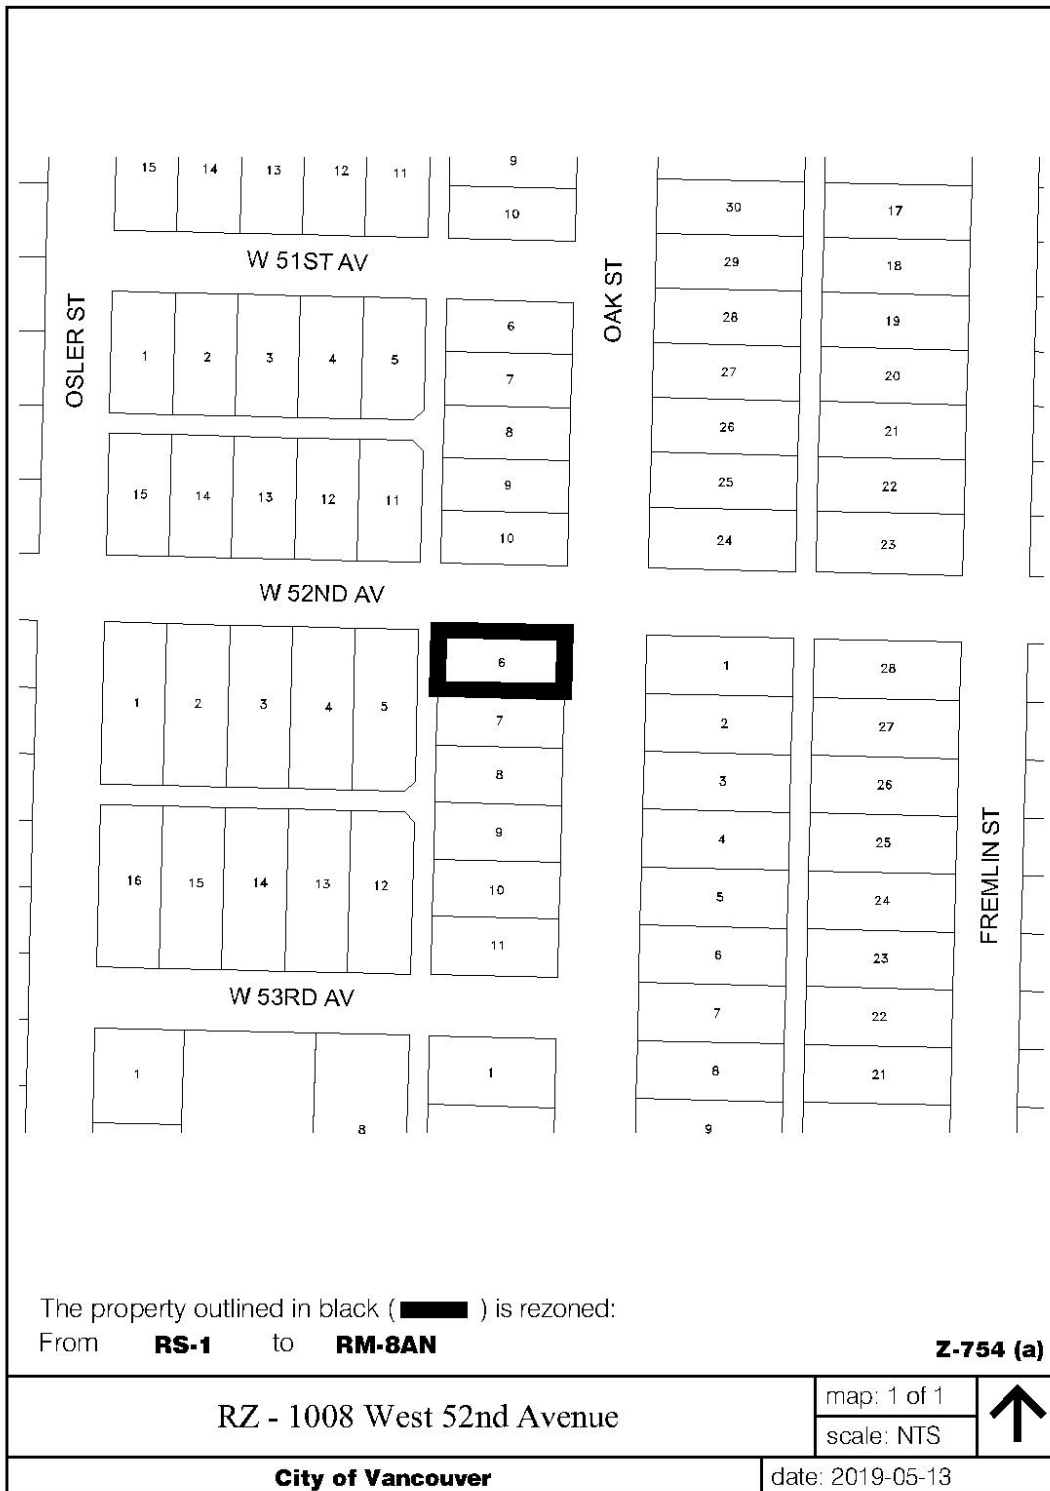 15 14 13 12 11 9
10
30 17
W 51ST AV
29 18
OSLER ST
OAK ST
1 2 3 4 5
6
7
8
9
10
28 19
27 20
26 21
25 22
24 23
15 14 13 12 11
W 52ND AV
6
1 28
1 2 3 4 5
7
8
9
10
11
2 27
3 26
4 25
5 24
6 23
7 22
8 21
9
16 15 14 13 12
FREMLIN ST
W 53RD AV
1 8 1
The property outlined in black ( ) is rezoned:
From RS-1 to RM-8AN
Z-754 (a)
RZ - 1008 West 52nd Avenue
map: 1 of 1
scale: NTS
City of Vancouver
date: 2019-05-13